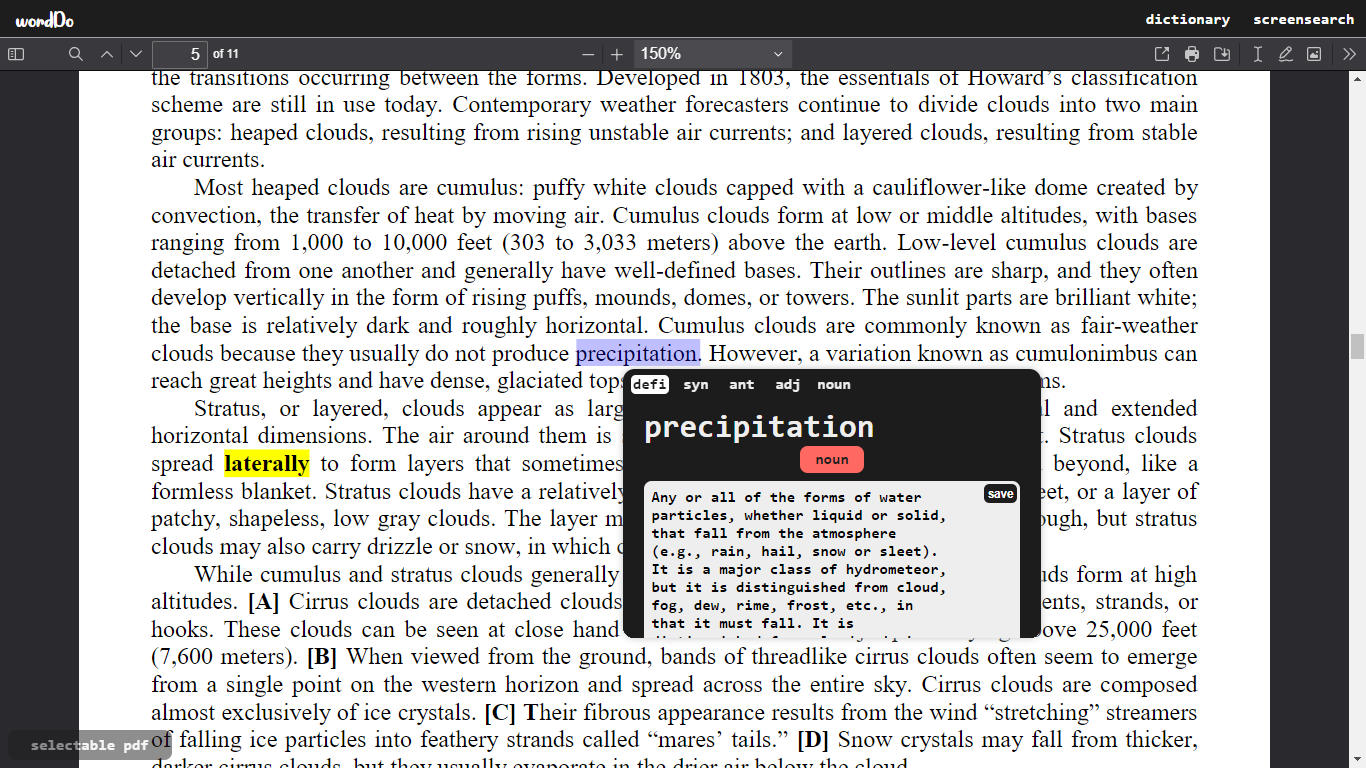 wordDo
dictionary screensearch
5 of 11
150%
the transitions occurring between the forms. Developed in 1803, the essentials of Howard's classification
scheme are still in use today. Contemporary weather forecasters continue to divide clouds into two main
groups: heaped clouds, resulting from rising unstable air currents; and layered clouds, resulting from stable
air currents.
Most heaped clouds are cumulus: puffy white clouds capped with a cauliflower-like dome created by
convection, the transfer of heat by moving air. Cumulus clouds form at low or middle altitudes, with bases
ranging from 1,000 to 10,000 feet (303 to 3,033 meters) above the earth. Low-level cumulus clouds are
detached from one another and generally have well-defined bases. Their outlines are sharp, and they often
develop vertically in the form of rising puffs, mounds, domes, or towers. The sunlit parts are brilliant white;
the base is relatively dark and roughly horizontal. Cumulus clouds are commonly known as fair-weather
clouds because they usually do not produce precipitation. However, a variation known as cumulonimbus can
reach great heights and have dense, glaciated tops
Stratus, or layered, clouds appear as and extended
horizontal dimensions. The air around them is Stratus clouds
spread laterally to form layers that sometimes beyond, like a
formless blanket. Stratus clouds have a relatively or a layer of
patchy, shapeless, low gray clouds. The layer but stratus
clouds may also carry drizzle or snow, in which
While cumulus and stratus clouds generally form at high
altitudes. [A] Cirrus clouds are detached clouds strands, or
hooks. These clouds can be seen at close hand 25,000 feet
(7,600 meters). [B] When viewed from the ground, bands of threadlike cirrus clouds often seem to emerge
from a single point on the western horizon and spread across the entire sky. Cirrus clouds are composed
almost exclusively of ice crystals. [C] Their fibrous appearance results from the wind “stretching” streamers
of falling ice particles into feathery strands called “mares’ tails.” [D] Snow crystals may fall from thicker,
darker cirrus clouds, but they usually evaporate in the drier air below the cloud.
defi syn ant adj noun
precipitation
noun
save
Any or all of the forms of water
particles, whether liquid or solid,
that fall from the atmosphere
(e.g., rain, hail, snow or sleet).
It is a major class of hydrometeor,
but it is distinguished from cloud,
fog, dew, rime, frost, etc., in
that it must fall. It is
selectable pdf